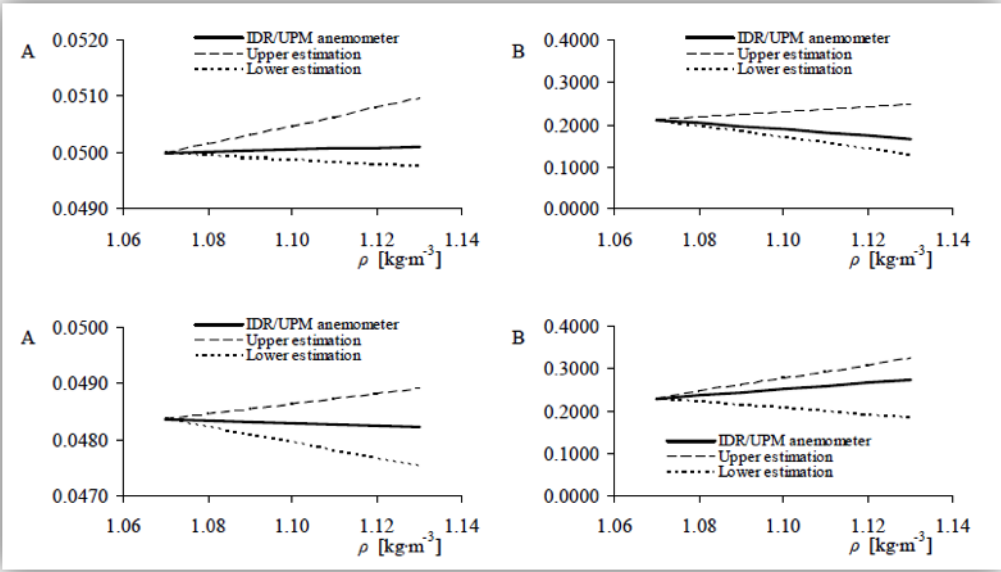 A
0.0520
0.0510
0.0500
0.0490
IDR/UPM anemometer
Upper estimation
Lower estimation
1.06 1.08 1.10 1.12 1.14
ρ [kg·m⁻³]
B
0.4000
0.3000
0.2000
0.1000
0.0000
IDR/UPM anemometer
Upper estimation
Lower estimation
1.06 1.08 1.10 1.12 1.14
ρ [kg·m⁻³]
A
0.0500
0.0490
0.0480
0.0470
IDR/UPM anemometer
Upper estimation
Lower estimation
1.06 1.08 1.10 1.12 1.14
ρ [kg·m⁻³]
B
0.4000
0.3000
0.2000
0.1000
0.0000
IDR/UPM anemometer
Upper estimation
Lower estimation
1.06 1.08 1.10 1.12 1.14
ρ [kg·m⁻³]